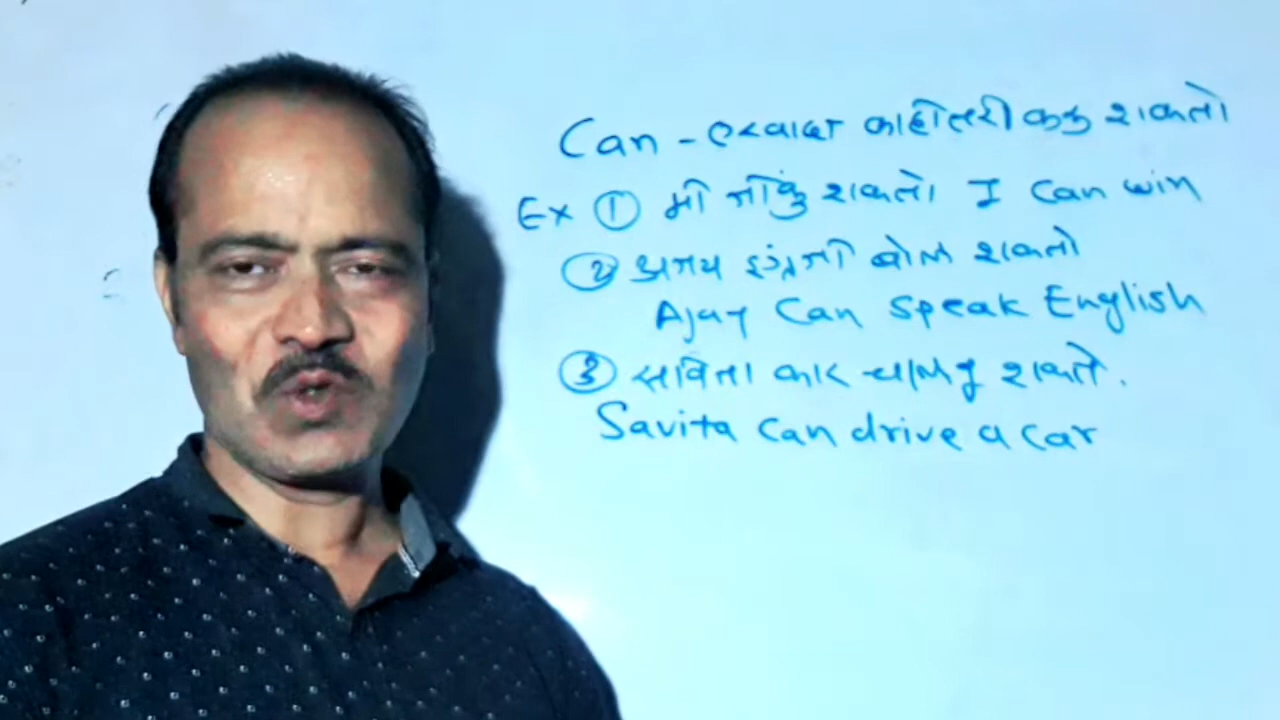 Can - एखादा काहीतरी करू शकतो
Ex ① मी जींकु शकतो। I Can win
② अजय इंग्रजी बोलु शकतो
Ajay Can Speak English
③ सविता कार चालवु शकते.
Savita Can drive a Car